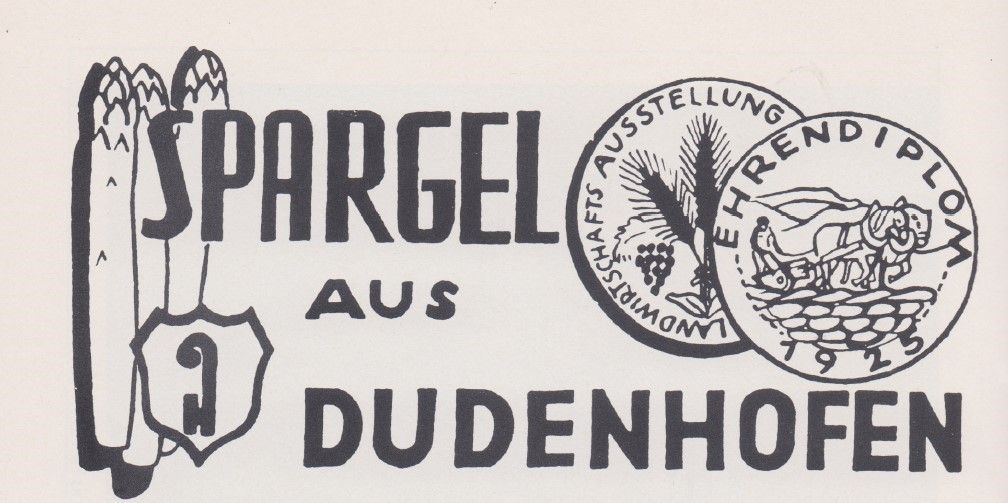 SPARGEL
AUS
DUDENHOFEN
LANDWIRTSCHAFTS AUSSTELLUNG
EHRENDIPLOM
1925